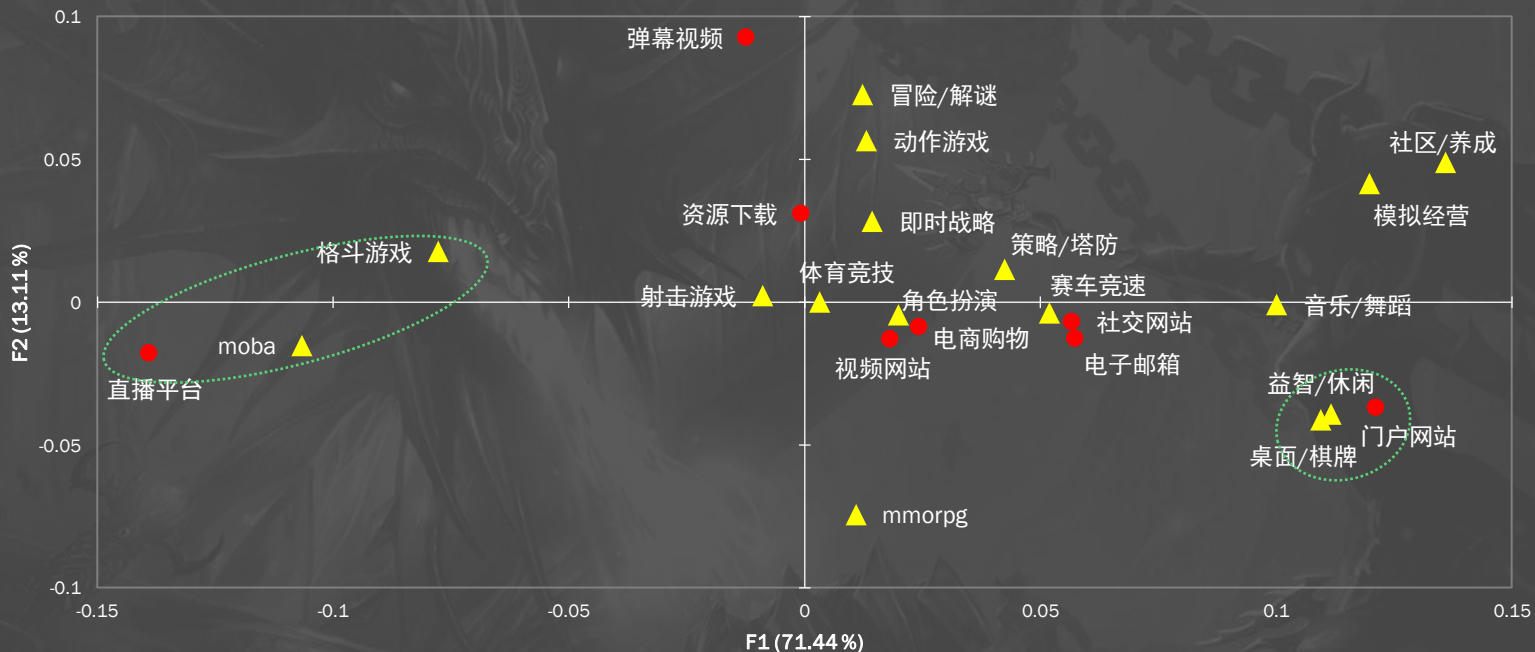 0.1
弹幕视频
冒险/解谜
动作游戏
社区/养成
0.05
模拟经营
资源下载
即时战略
策略/塔防
格斗游戏
体育竞技
赛车竞速
射击游戏
角色扮演
0
音乐/舞蹈
社交网站
电商购物
moba
视频网站
电子邮箱
直播平台
益智/休闲
门户网站
-0.05
桌面/棋牌
mmorpg
-0.1
F2 (13.11%)
-0.15
-0.1
-0.05
0
0.05
0.1
0.15
F1 (71.44%)